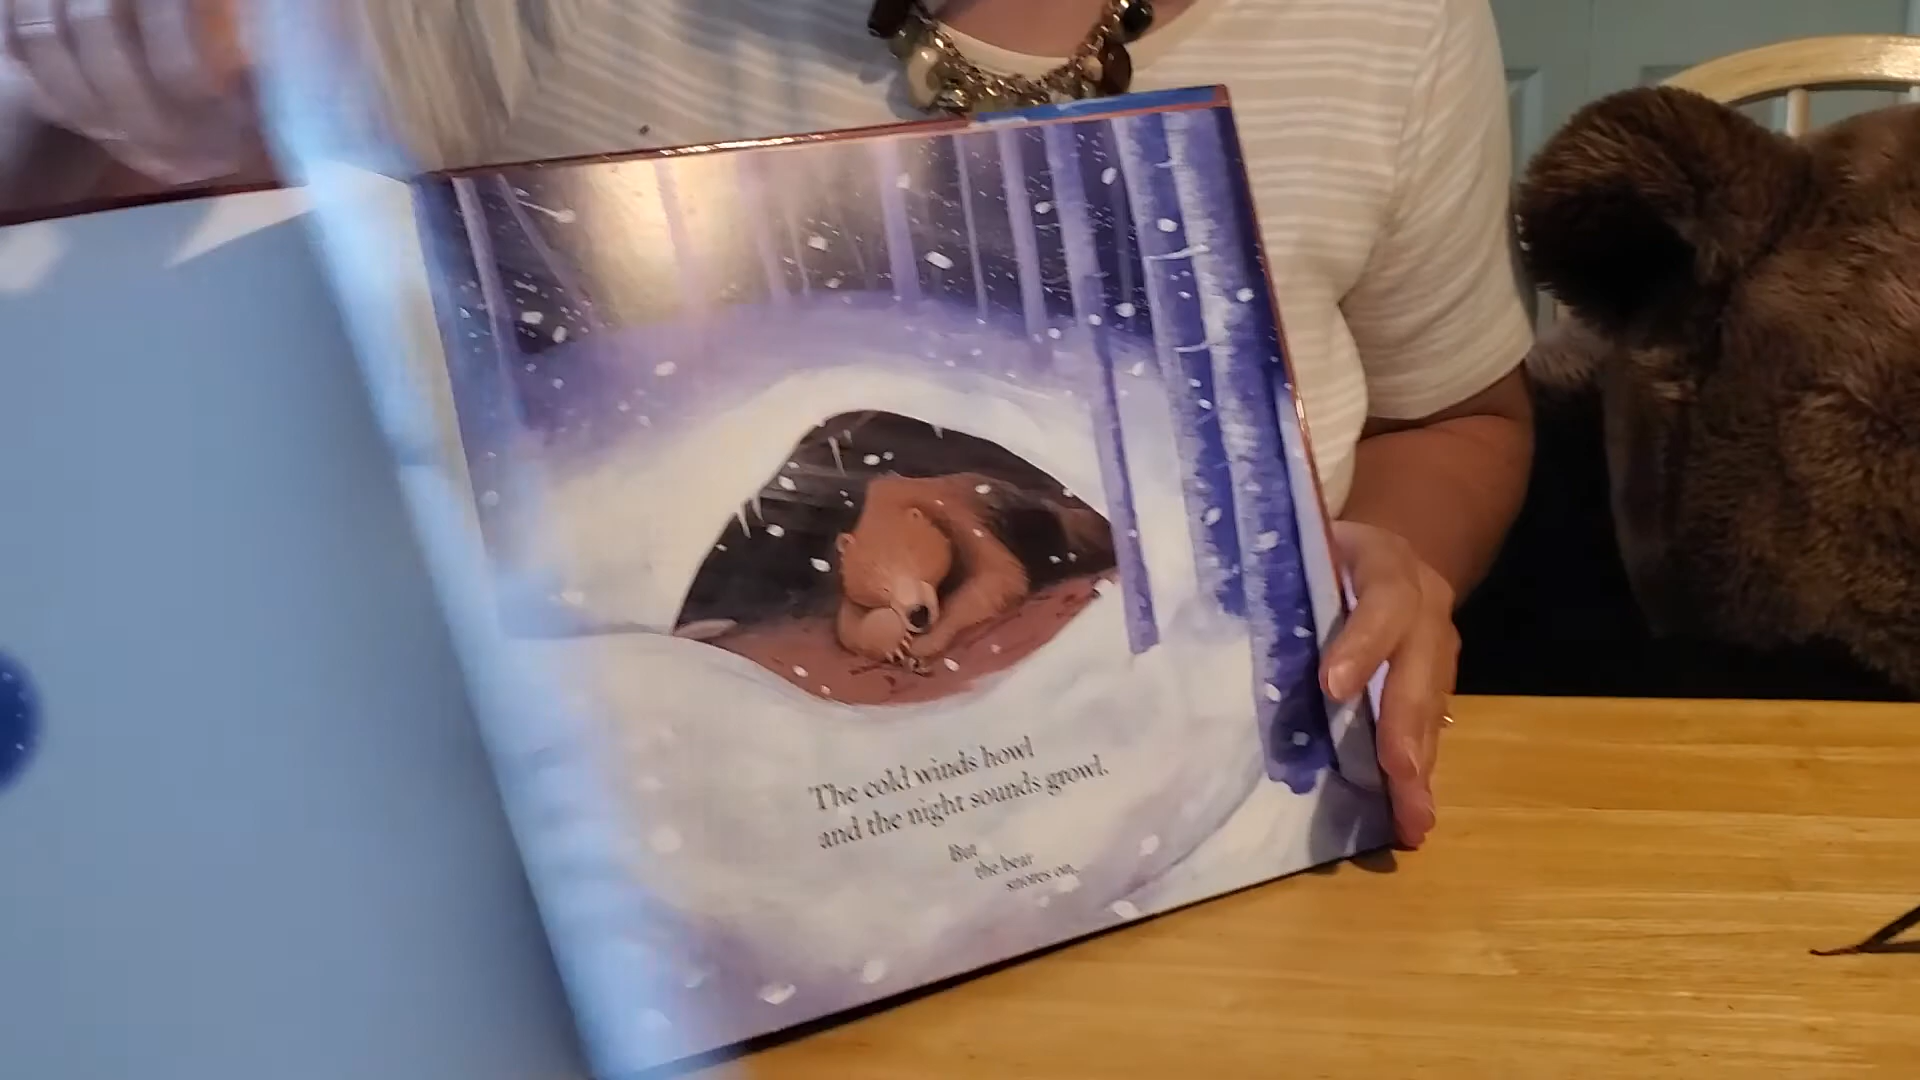 The cold winds howl
and the night sounds growl.
But
the bear
snores on.